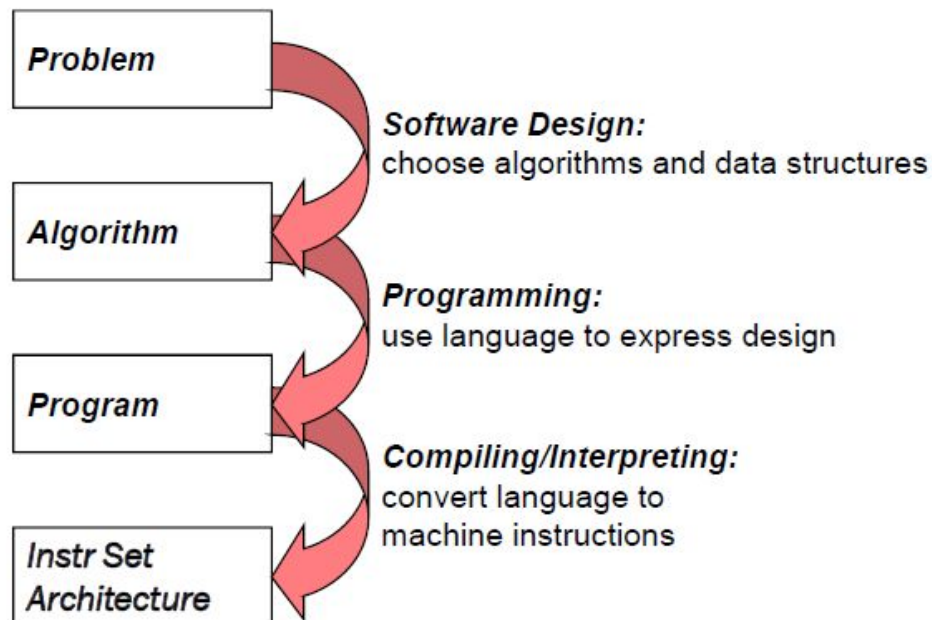 Problem
Software Design:
choose algorithms and data structures
Algorithm
Programming:
use language to express design
Program
Compiling/Interpreting:
convert language to
machine instructions
Instr Set
Architecture